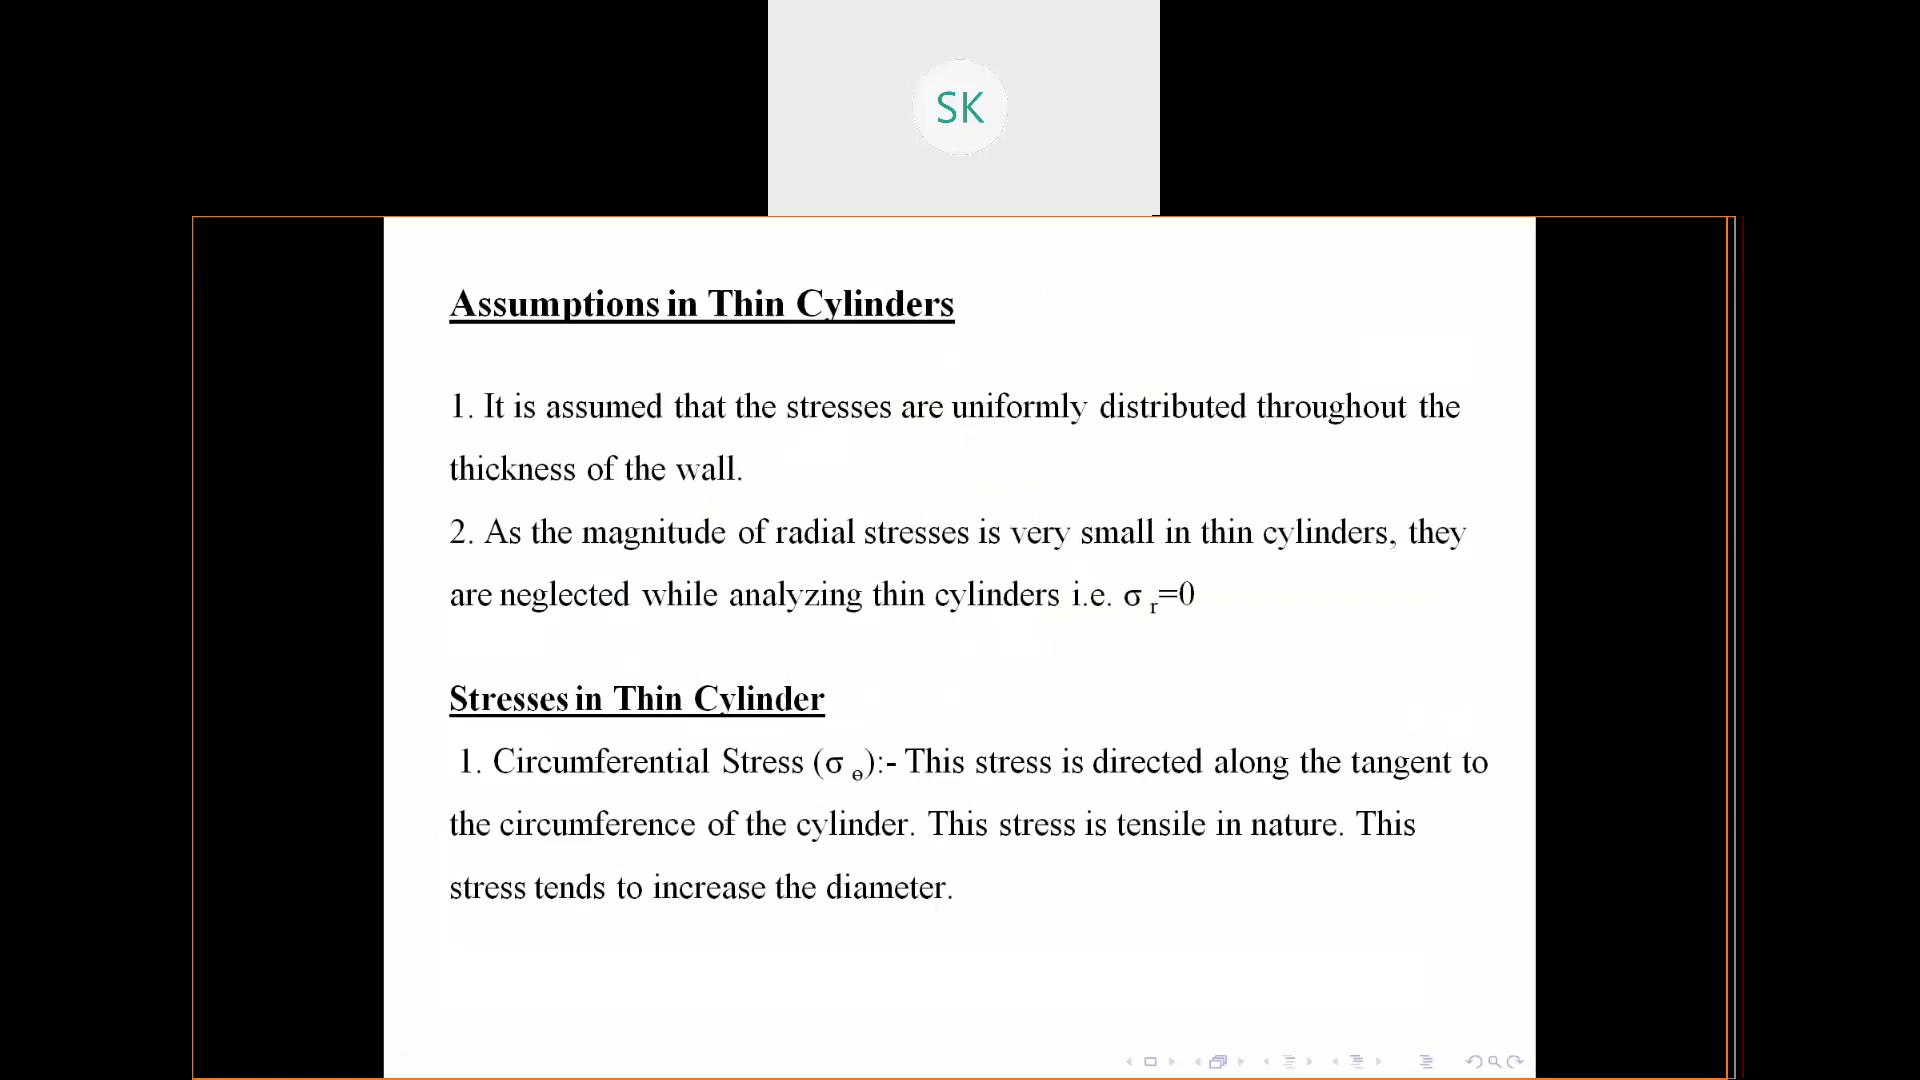 SK
Assumptions in Thin Cylinders
1. It is assumed that the stresses are uniformly distributed throughout the
thickness of the wall.
2. As the magnitude of radial stresses is very small in thin cylinders, they
are neglected while analyzing thin cylinders i.e. σ r=0
Stresses in Thin Cylinder
1. Circumferential Stress (σ ɵ):- This stress is directed along the tangent to
the circumference of the cylinder. This stress is tensile in nature. This
stress tends to increase the diameter.